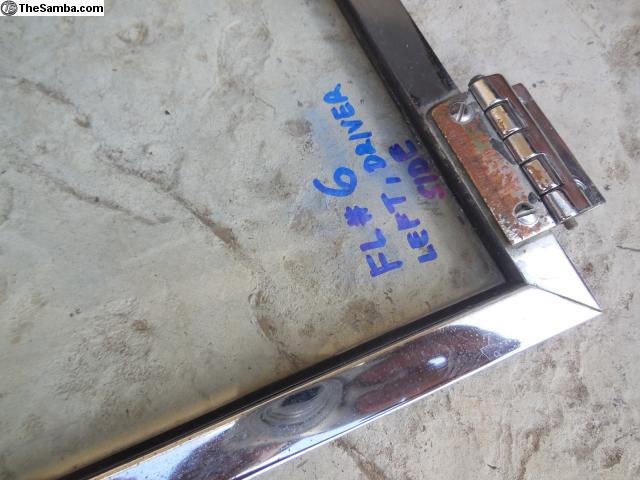 TheSamba.com
FL# 6
LEFT / DRIVER
SIDE